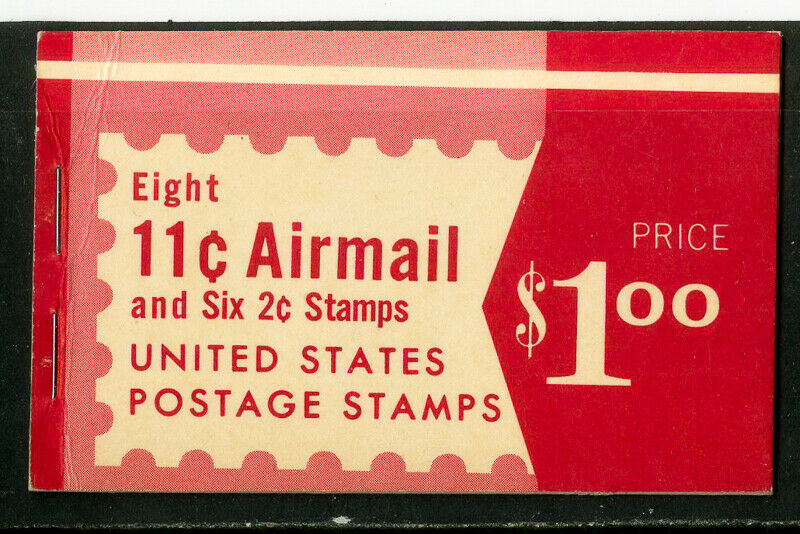 Eight
11¢ Airmail
and Six 2¢ Stamps
UNITED STATES
POSTAGE STAMPS
PRICE
$1.00